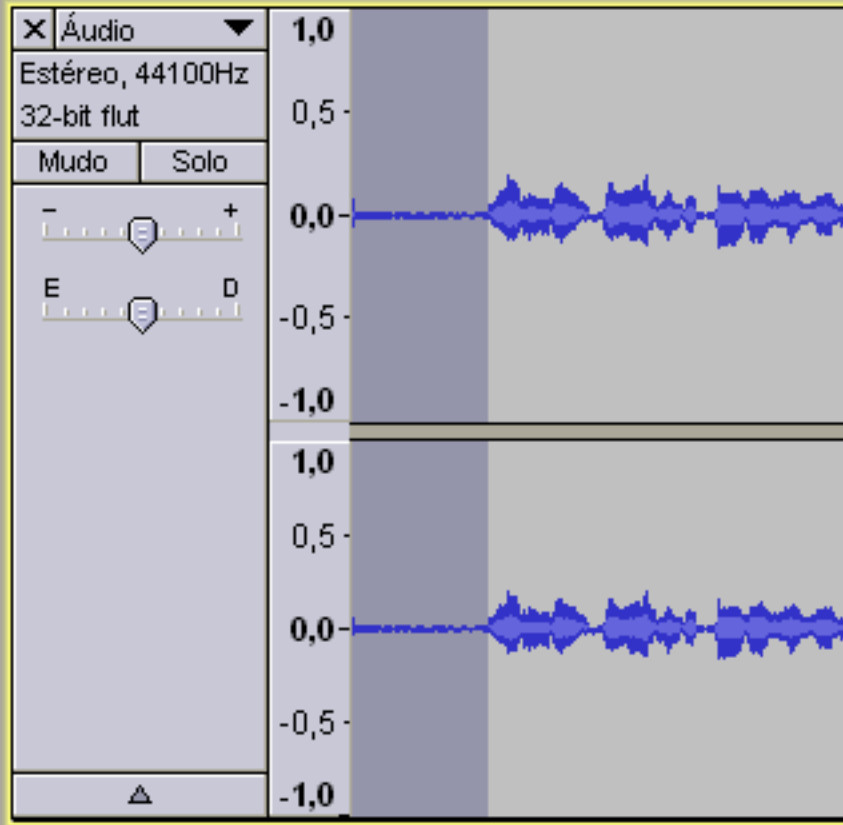 X Áudio
Estéreo, 44100Hz
32-bit flut
Mudo Solo
- +
E D
1,0
0,5
0,0
-0,5
-1,0
1,0
0,5
0,0
-0,5
-1,0